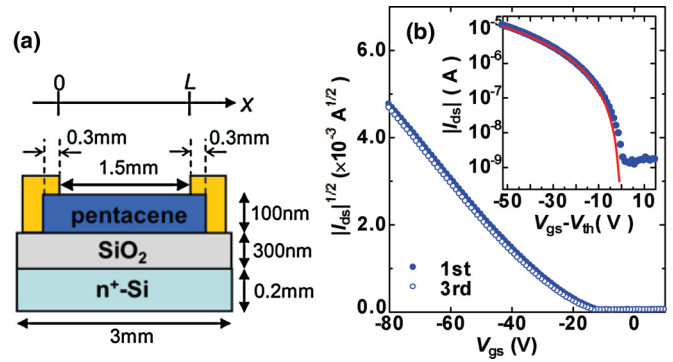 (a)
0 L
x
0.3mm 0.3mm
1.5mm
pentacene
100nm
SiO2
300nm
n+-Si
0.2mm
3mm
(b)
|Ids|1/2 (×10-3 A1/2)
6.0
4.0
2.0
0.0
-80 -60 -40 -20 0
Vgs (V)
1st
3rd
|Ids| ( A )
10-5
10-6
10-7
10-8
10-9
-50 -30 -10 10
Vgs-Vth( V )